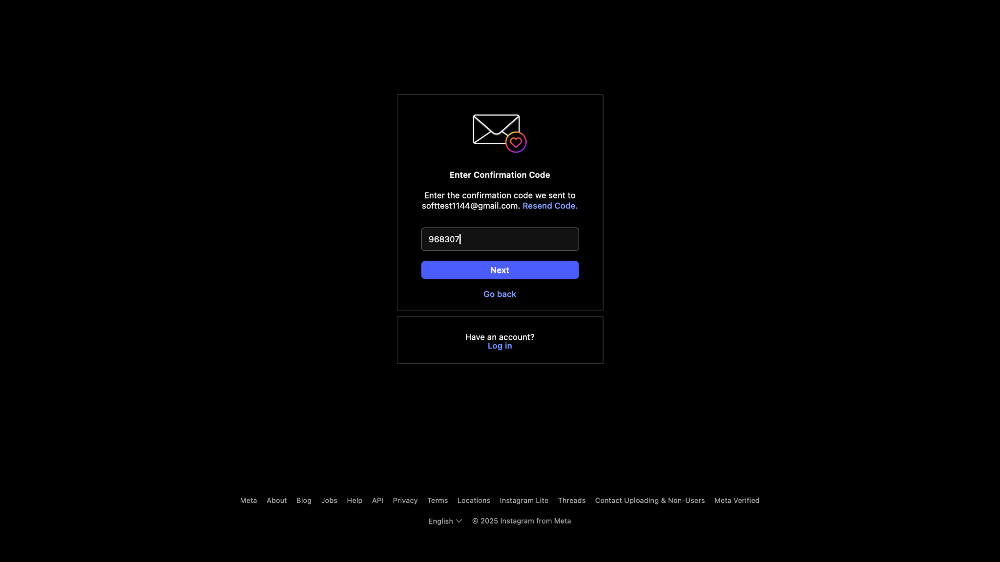 Enter Confirmation Code
Enter the confirmation code we sent to
softtest1144@gmail.com. Resend Code.
968307
Next
Go back
Have an account?
Log in
Meta About Blog Jobs Help API Privacy Terms Locations Instagram Lite Threads Contact Uploading & Non-Users Meta Verified
English © 2025 Instagram from Meta